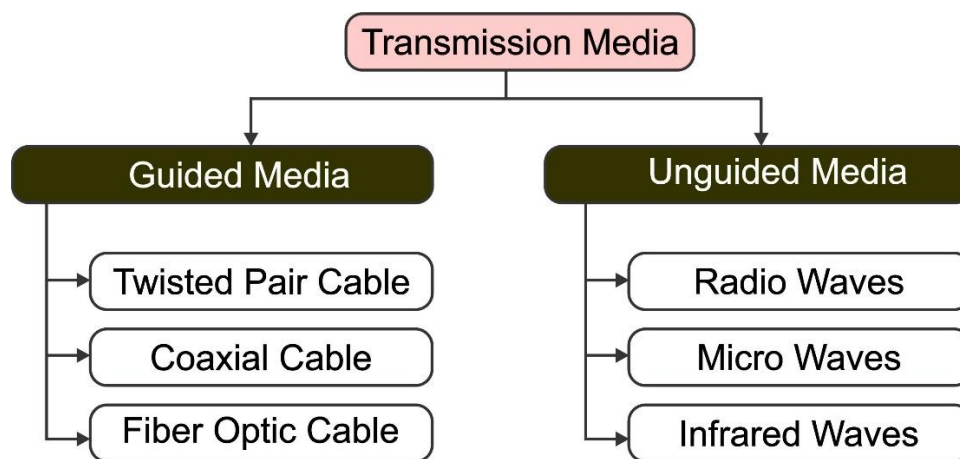 Transmission Media
Guided Media
Unguided Media
Twisted Pair Cable
Radio Waves
Coaxial Cable
Micro Waves
Fiber Optic Cable
Infrared Waves